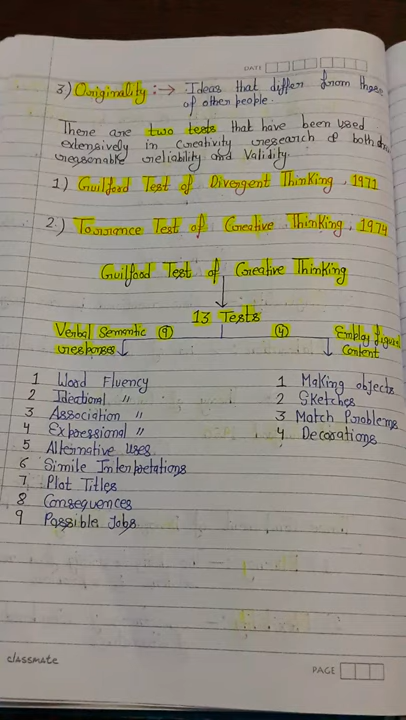 DATE
3) Originality :→ Ideas that differ from those
of other people.
There are two tests that have been used
extensively in creativity research & both
reasonable reliability and Validity.
1) Guilford Test of Divergent Thinking, 1971
2.) Torrance Test of Creative Thinking, 1974
Guilford Test of Creative Thinking
13 Tests
Verbal Semantic (9) responses
(4) Employ figural Content
1 Word Fluency
2 Ideational "
3 Association "
4 Expressional "
5 Alternative Uses
6 Simile Interpretations
7 Plot Titles
8 Consequences
9 Possible Jobs
1 Making objects
2 Sketches
3 Match Problems
4 Decorations
classmate
PAGE